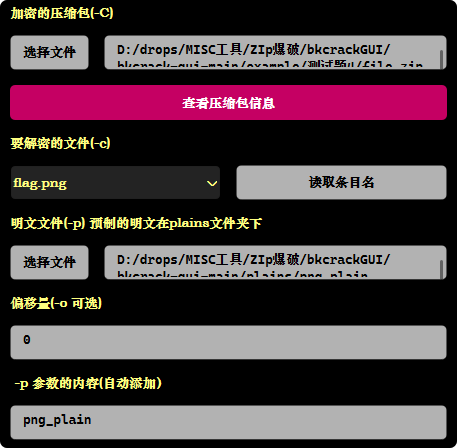 加密的压缩包(-C)
选择文件
D:/drops/MISC工具/ZIp爆破/bkcrackGUI/
bkcrack-gui-main/example/测试题4/file.zip
查看压缩包信息
要解密的文件(-c)
flag.png
读取条目名
明文文件(-p) 预制的明文在plains文件夹下
选择文件
D:/drops/MISC工具/ZIp爆破/bkcrackGUI/
bkcrack-gui-main/plains/png_plain
偏移量(-o 可选)
0
-p 参数的内容(自动添加)
png_plain